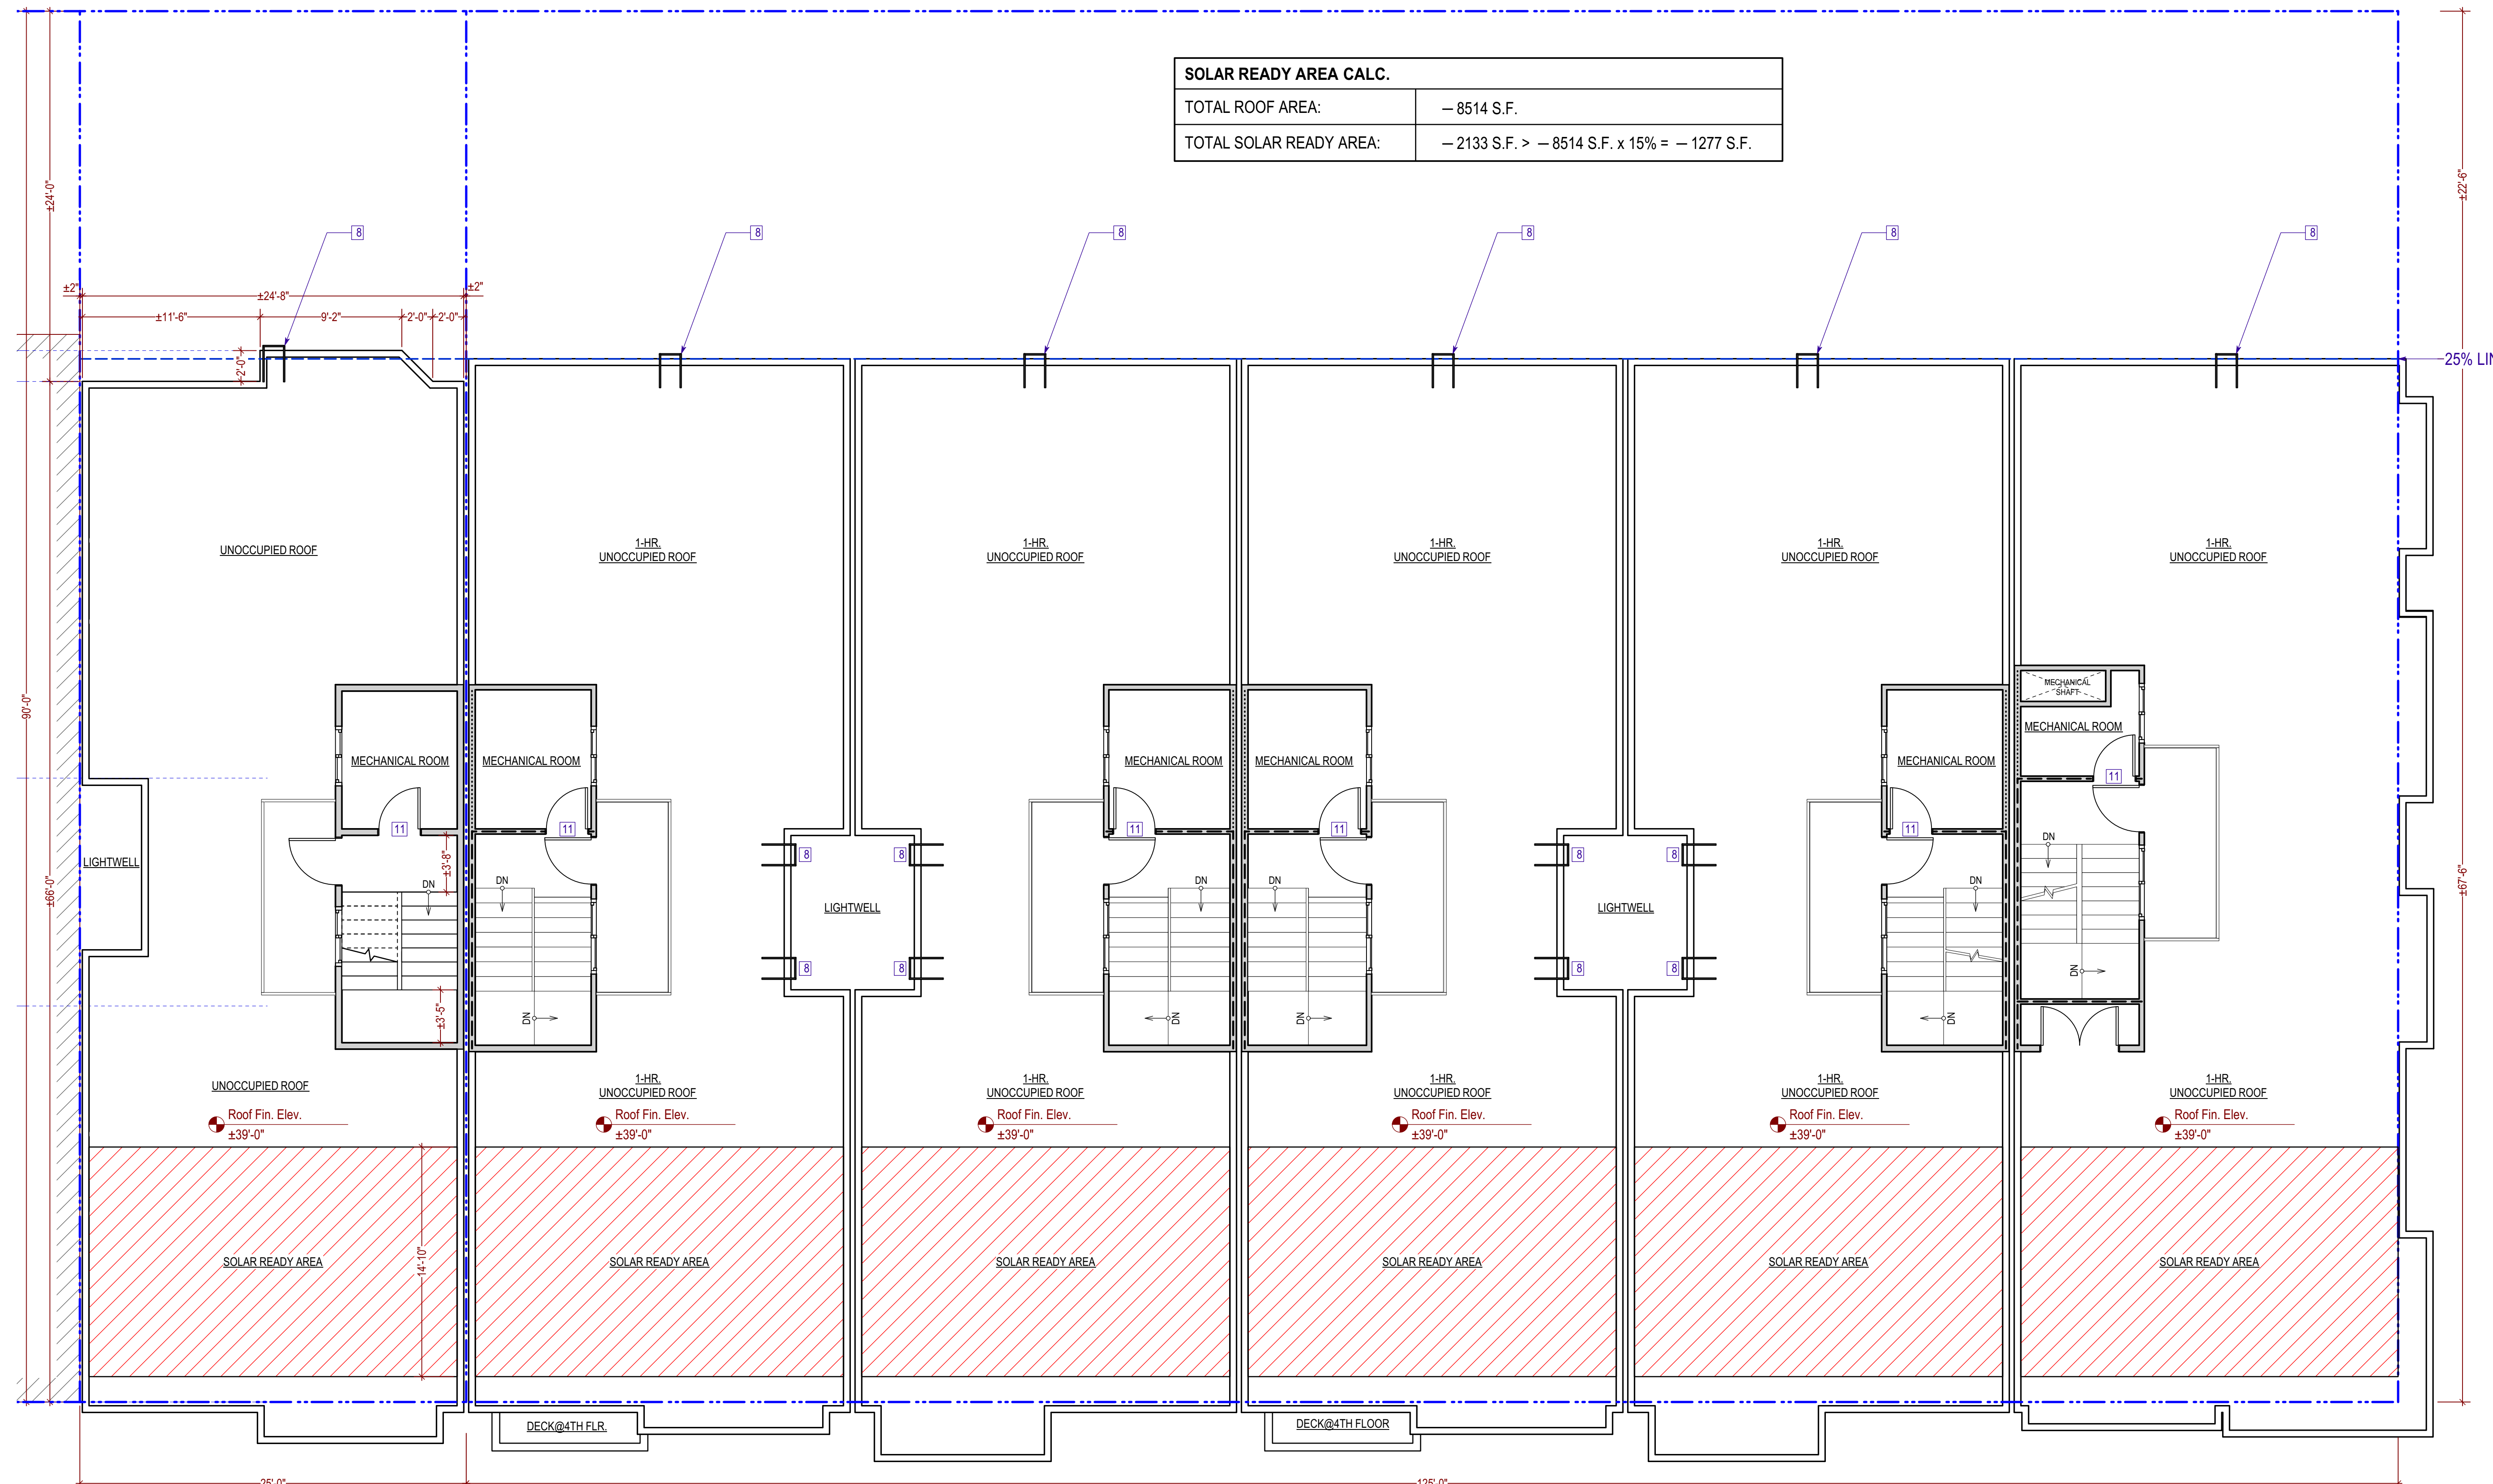 SOLAR READY AREA CALC.
TOTAL ROOF AREA: — 8514 S.F.
TOTAL SOLAR READY AREA: — 2133 S.F. > — 8514 S.F. x 15% = — 1277 S.F.
±24'-0"
±22'-6"
8 8 8 8 8 8
±2" ±24'-8" ±2"
±11'-6" 9'-2" 2'-0" 2'-0"
2'-0"
25% LIN
UNOCCUPIED ROOF
1-HR.
UNOCCUPIED ROOF
1-HR.
UNOCCUPIED ROOF
1-HR.
UNOCCUPIED ROOF
1-HR.
UNOCCUPIED ROOF
1-HR.
UNOCCUPIED ROOF
90'-0"
MECHANICAL
SHAFT
MECHANICAL ROOM
MECHANICAL ROOM
MECHANICAL ROOM
MECHANICAL ROOM
MECHANICAL ROOM
MECHANICAL ROOM
11 11 11 11 11 11
LIGHTWELL
±3'-8"
±66'-0"
±67'-6"
8 8 8 8
DN DN DN DN DN DN
LIGHTWELL
LIGHTWELL
8 8 8 8
±3'-5"
DN DN DN DN DN
UNOCCUPIED ROOF
Roof Fin. Elev.
±39'-0"
1-HR.
UNOCCUPIED ROOF
Roof Fin. Elev.
±39'-0"
1-HR.
UNOCCUPIED ROOF
Roof Fin. Elev.
±39'-0"
1-HR.
UNOCCUPIED ROOF
Roof Fin. Elev.
±39'-0"
1-HR.
UNOCCUPIED ROOF
Roof Fin. Elev.
±39'-0"
1-HR.
UNOCCUPIED ROOF
Roof Fin. Elev.
±39'-0"
14'-10"
SOLAR READY AREA
SOLAR READY AREA
SOLAR READY AREA
SOLAR READY AREA
SOLAR READY AREA
SOLAR READY AREA
DECK@4TH FLR.
DECK@4TH FLOOR
25'-0"
125'-0"